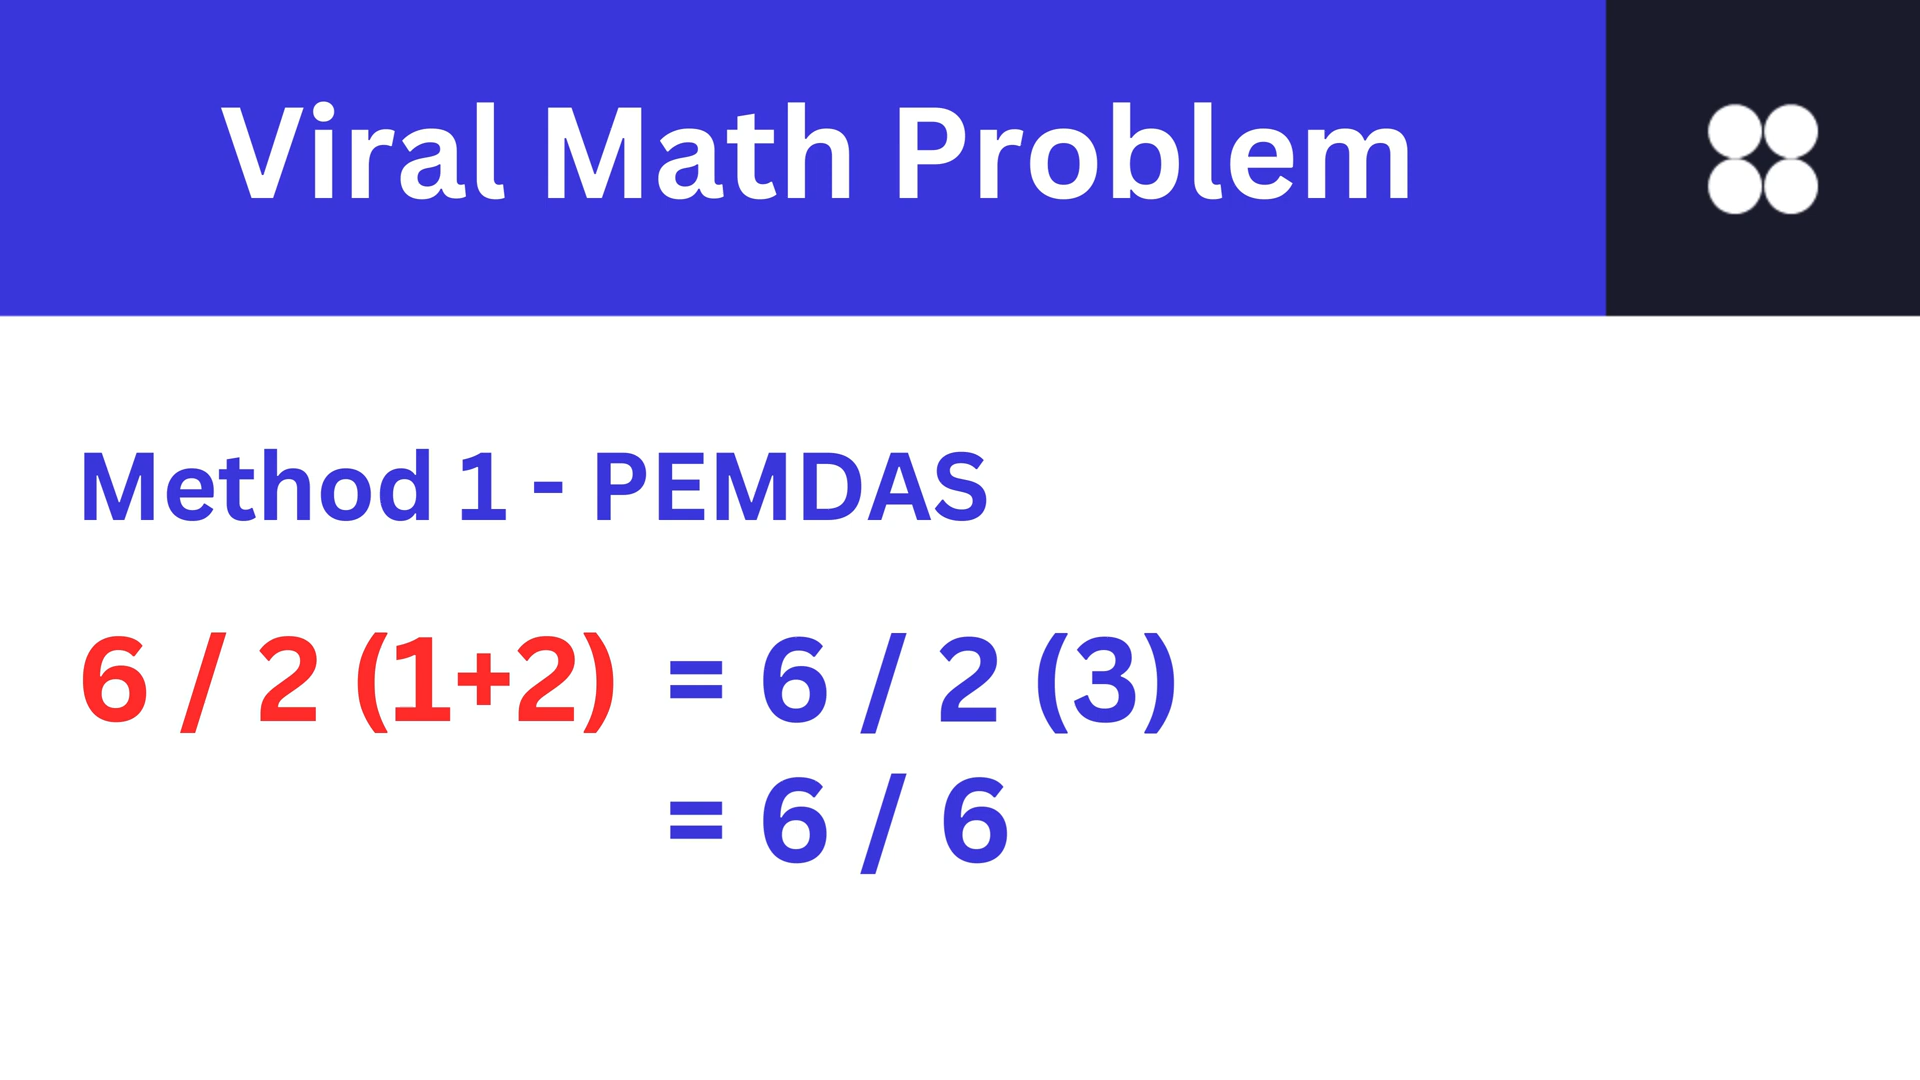 Viral Math Problem
Method 1 - PEMDAS
6 / 2 (1+2) = 6 / 2 (3)
= 6 / 6